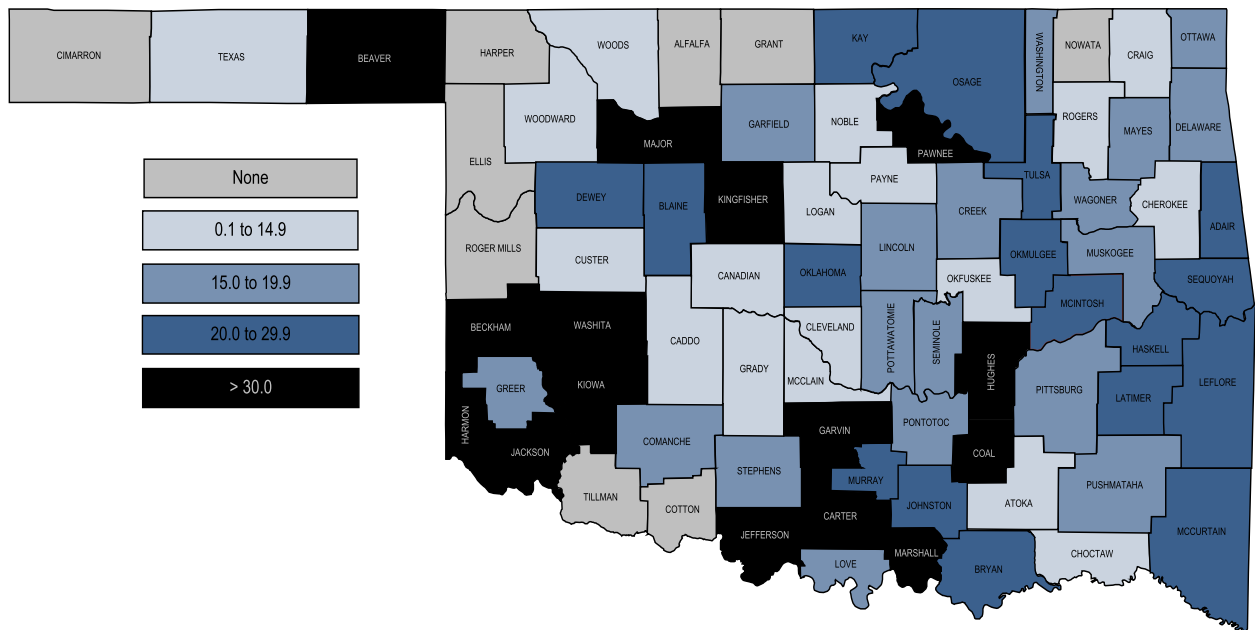 CIMARRON
TEXAS
BEAVER
HARPER
WOODS
ALFALFA
GRANT
KAY
OSAGE
WASHINGTON
NOWATA
CRAIG
OTTAWA
WOODWARD
MAJOR
GARFIELD
NOBLE
PAWNEE
ROGERS
MAYES
DELAWARE
ELLIS
None
DEWEY
BLAINE
KINGFISHER
LOGAN
PAYNE
CREEK
TULSA
WAGONER
CHEROKEE
ADAIR
0.1 to 14.9
ROGER MILLS
CUSTER
CANADIAN
OKLAHOMA
LINCOLN
OKFUSKEE
OKMULGEE
MUSKOGEE
SEQUOYAH
15.0 to 19.9
BECKHAM
WASHITA
CADDO
GRADY
CLEVELAND
MCCLAIN
POTTAWATOMIE
SEMINOLE
HUGHES
MCINTOSH
HASKELL
20.0 to 29.9
GREER
KIOWA
PITTSBURG
LATIMER
LEFLORE
> 30.0
HARMON
JACKSON
COMANCHE
STEPHENS
GARVIN
PONTOTOC
COAL
TILLMAN
COTTON
MURRAY
JOHNSTON
ATOKA
PUSHMATAHA
MCCURTAIN
JEFFERSON
CARTER
LOVE
MARSHALL
BRYAN
CHOCTAW